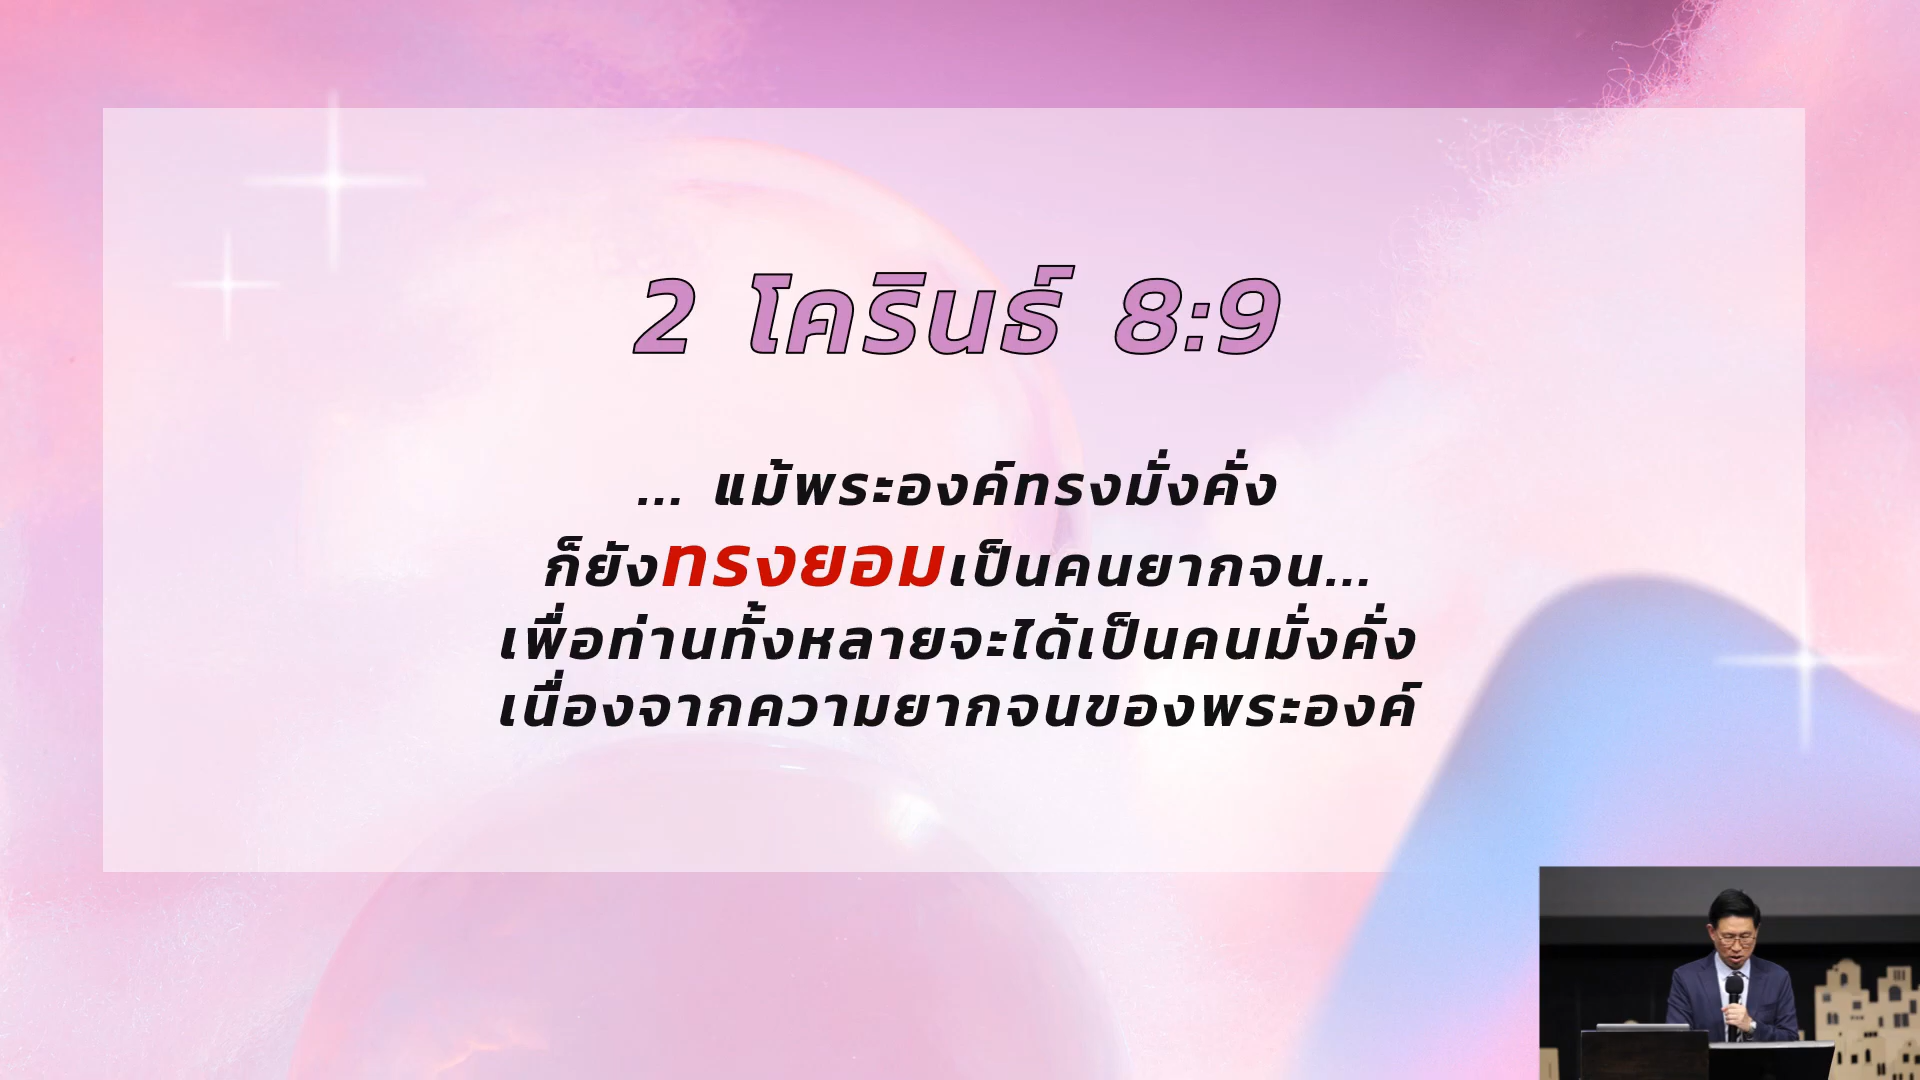 2 โครินธ์ 8:9
... แม้พระองค์ทรงมั่งคั่ง
ก็ยังทรงยอมเป็นคนยากจน...
เพื่อท่านทั้งหลายจะได้เป็นคนมั่งคั่ง
เนื่องจากความยากจนของพระองค์